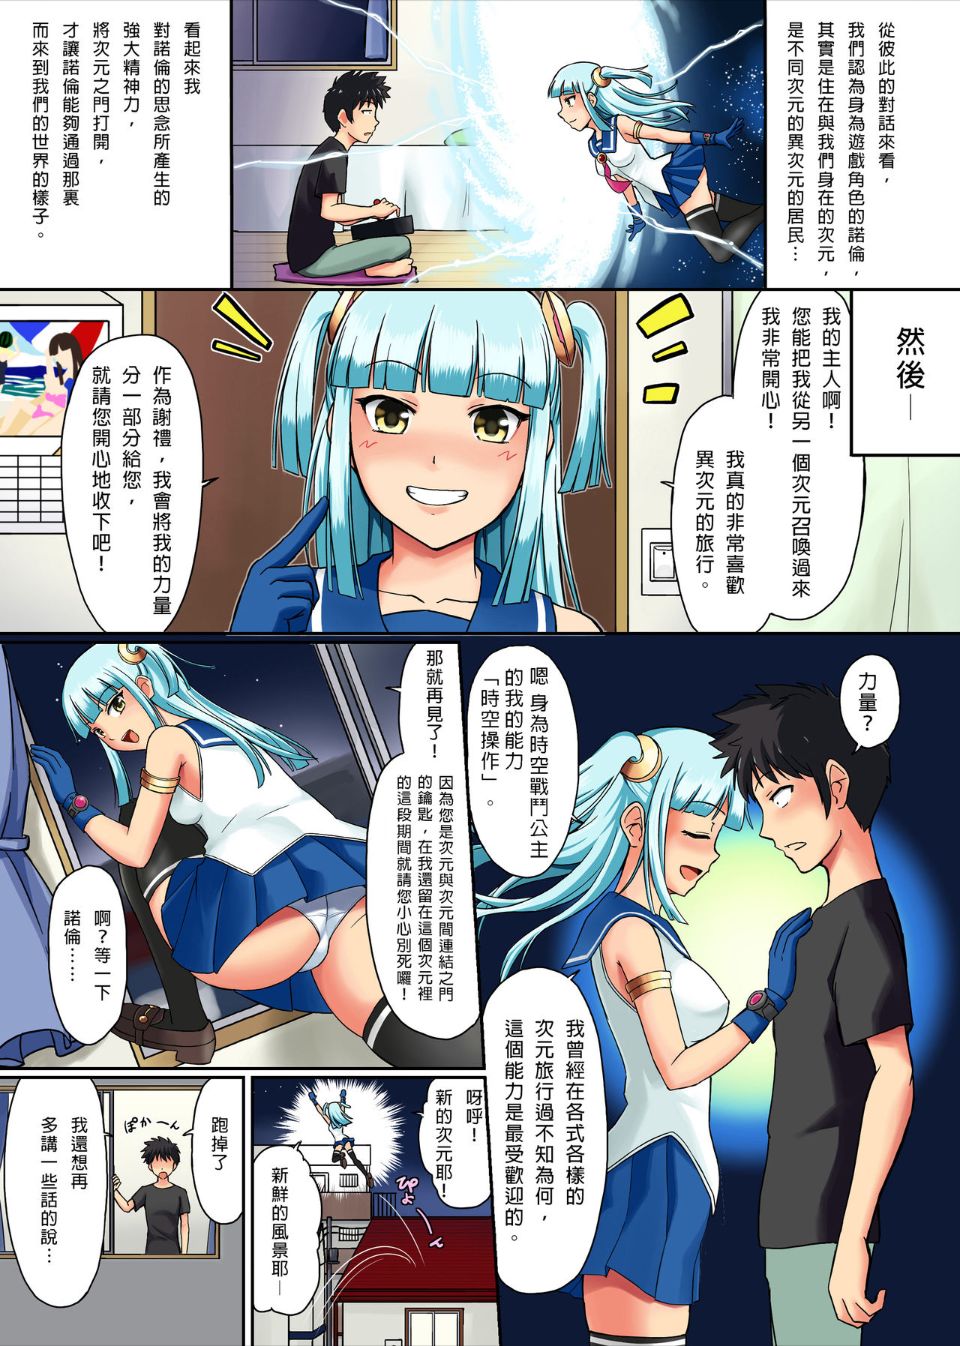 從彼此的對話來看，
我們認為身為遊戲角色的諾倫，
其實是住在與我們身在的次元，
是不同次元的異次元的居民…
看起來我
對諾倫的思念所產生的
強大精神力，
將次元之門打開，
才讓諾倫能夠通過那裏
而來到我們的世界的樣子。
然後—
我的主人啊！
您能把我從另一個次元召喚過來
我非常開心！
我真的非常喜歡
異次元的旅行。
作為謝禮，我會將我的力量
分一部分給您，
就請您開心地收下吧！
力量？
嗯 身為時空戰鬥公主
的我的能力
「時空操作」。
我曾經在各式各樣的
次元旅行過不知為何，
這個能力是最受歡迎的。
那就再見了！
因為您是次元與次元間連結之門
的鑰匙，在我還留在這個次元裡
的這段期間就請您小心別死囉！
啊？等一下
諾倫……
呀呼！
新的次元耶！
新鮮的風景耶—
ぴょーん
跑掉了
ぽかーん
我還想再
多講一些話的說…